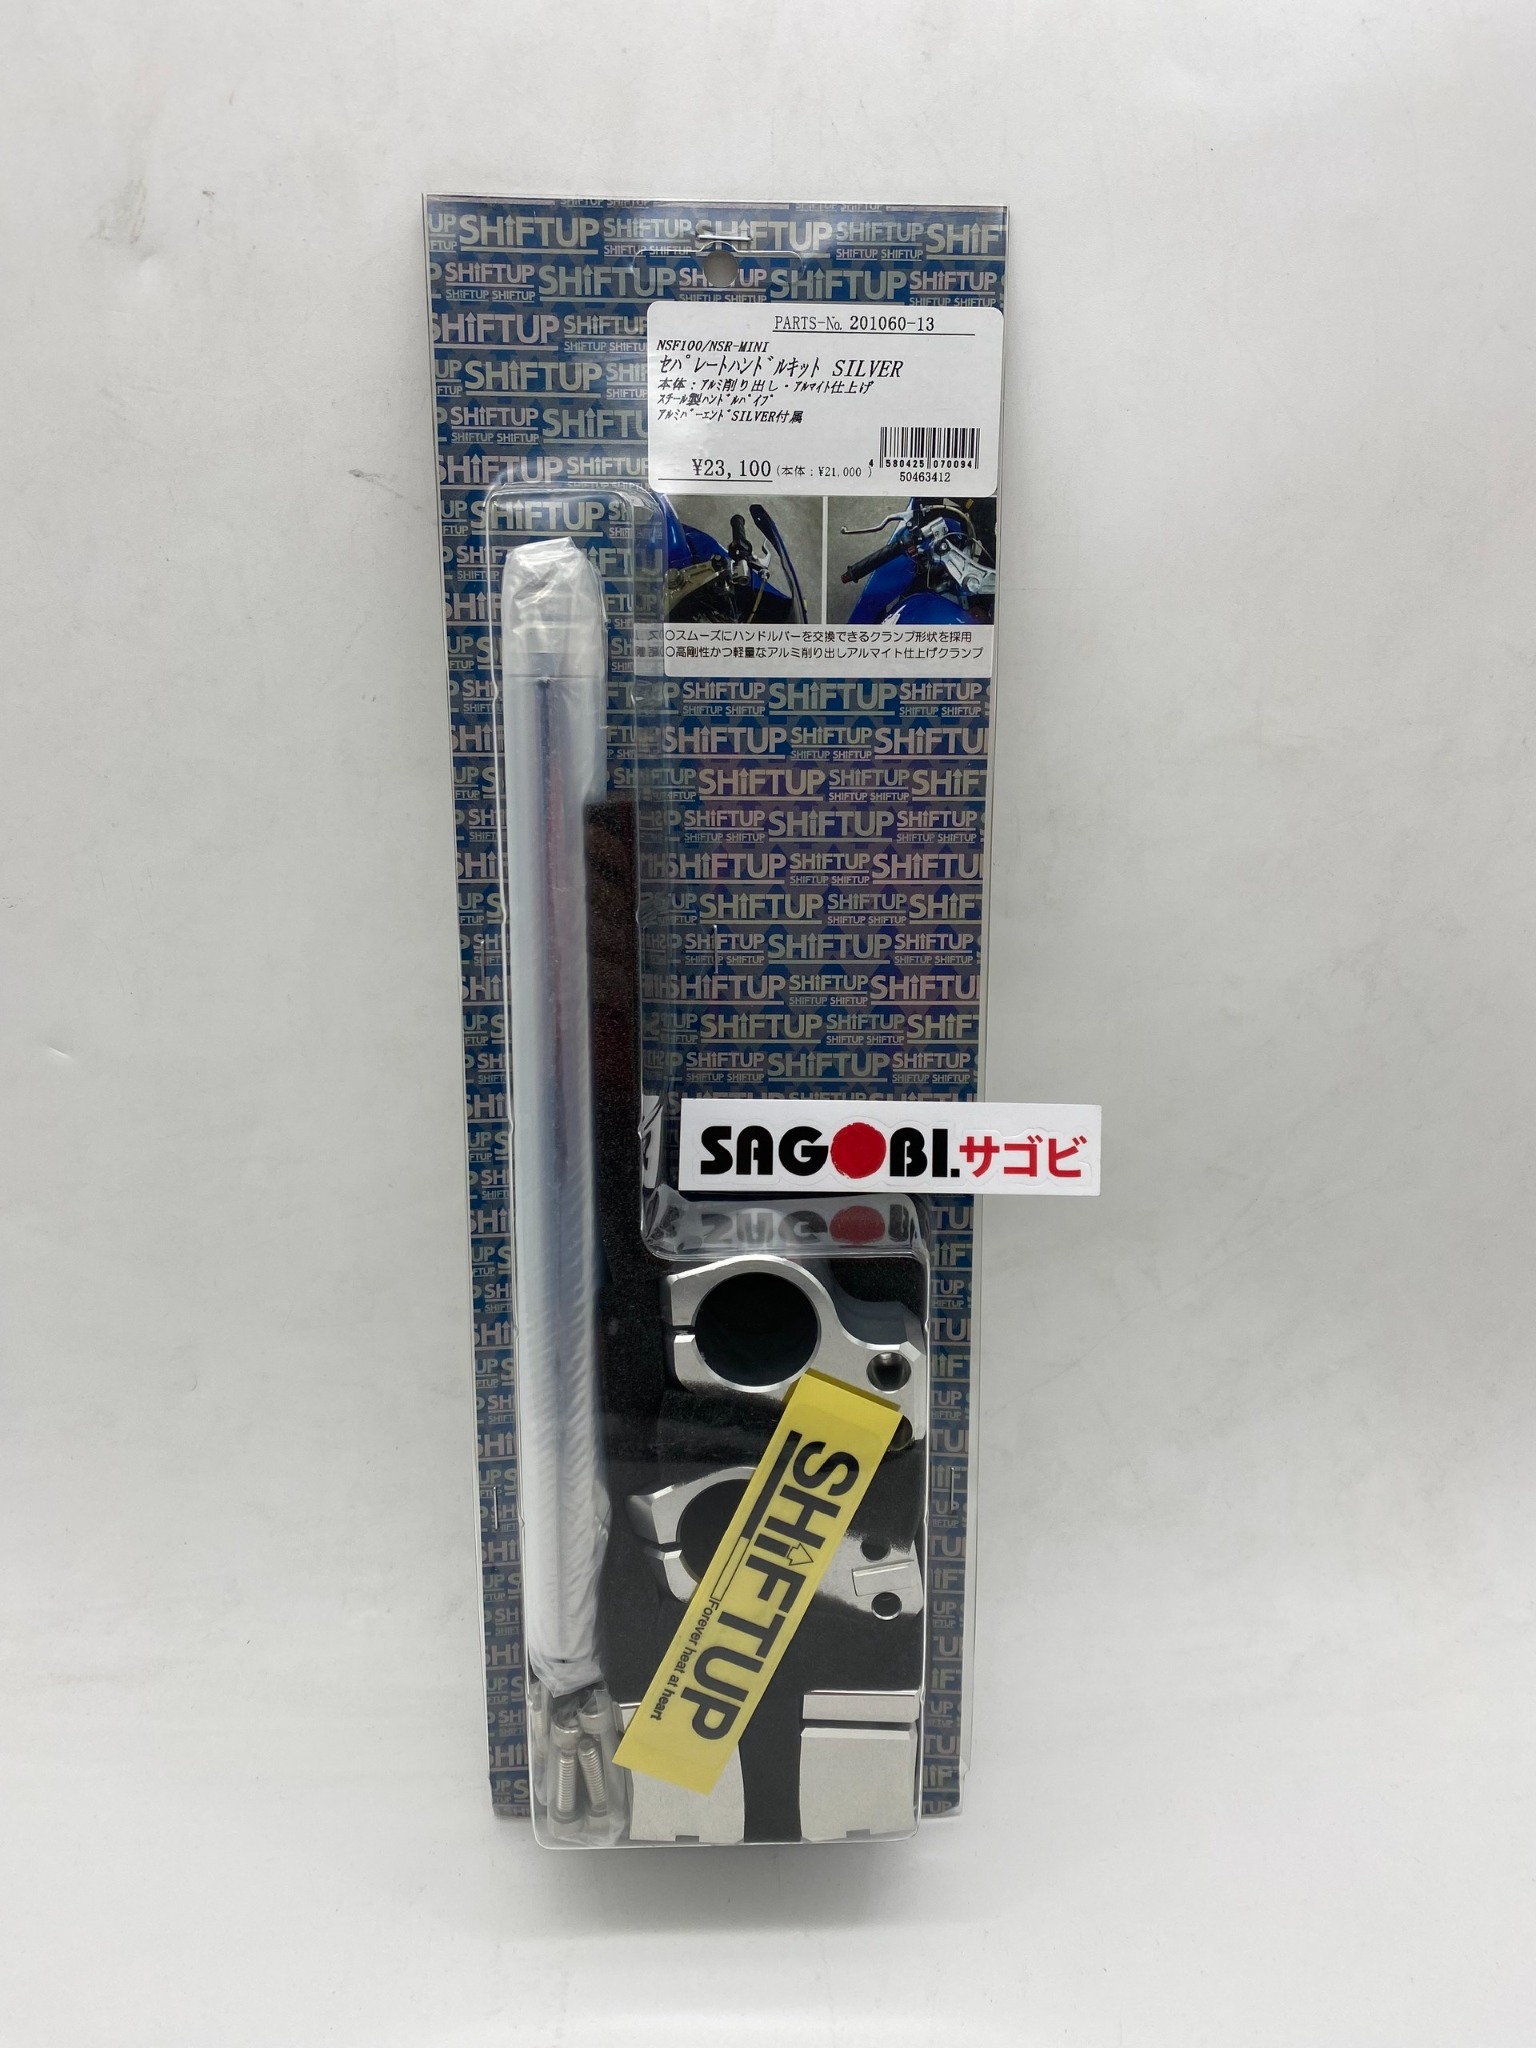 SHiFTUP
PARTS-No. 201060-13
NSF100/NSR-MINI
ｾﾊﾟﾚｰﾄﾊﾝﾄﾞﾙｷｯﾄ SILVER
本体：ｱﾙﾐ削り出し・ｱﾙﾏｲﾄ仕上げ
ｽﾁｰﾙ製ﾊﾝﾄﾞﾙﾊﾟｲﾌﾟ
ｱﾙﾐﾊﾞｰｴﾝﾄﾞSILVER付属
¥23,100 (本体：¥21,000 )
4 580425 070094
50463412
〇スムーズにハンドルバーを交換できるクランプ形状を採用
〇高剛性かつ軽量なアルミ削り出しアルマイト仕上げクランプ
SAGOBI.サゴビ
SHiFTUP
Forever heat at heart